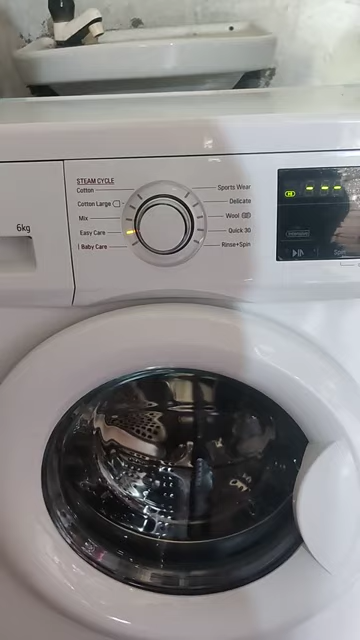 STEAM CYCLE
Cotton
Cotton Large
Mix
Easy Care
Baby Care
Sports Wear
Delicate
Wool
Quick 30
Rinse+Spin
6kg